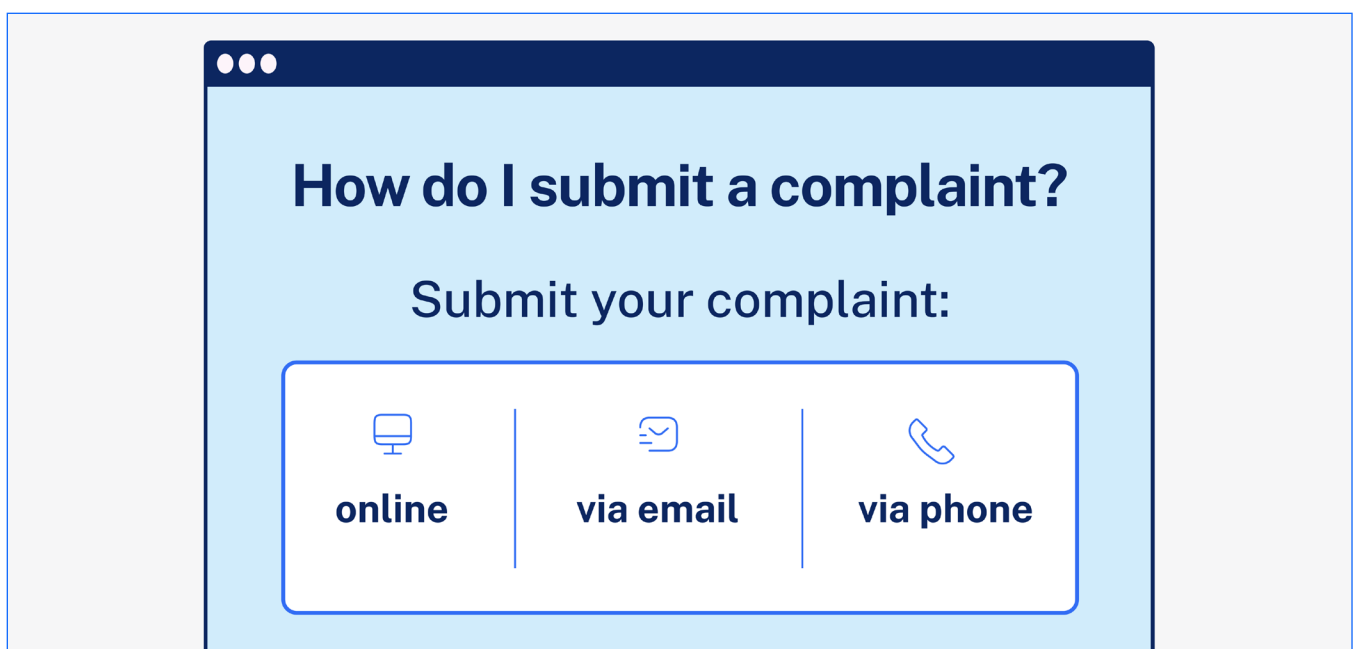 How do I submit a complaint?
Submit your complaint:
online
via email
via phone